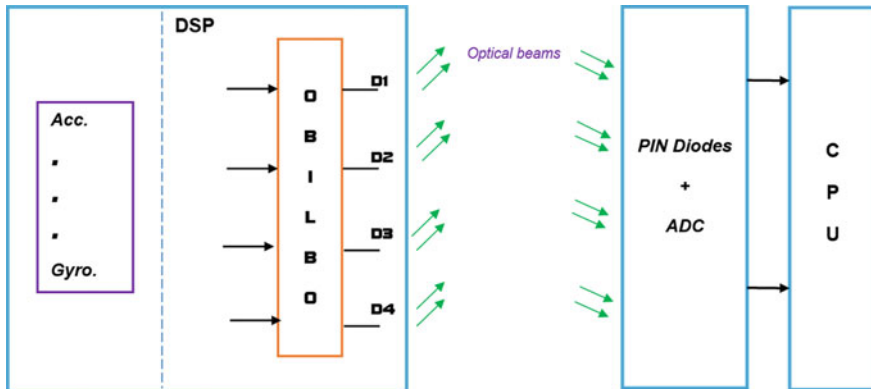 DSP
Acc.
.
.
.
Gyro.
O
B
I
L
B
O
D1
D2
D3
D4
Optical beams
PIN Diodes
+
ADC
C
P
U